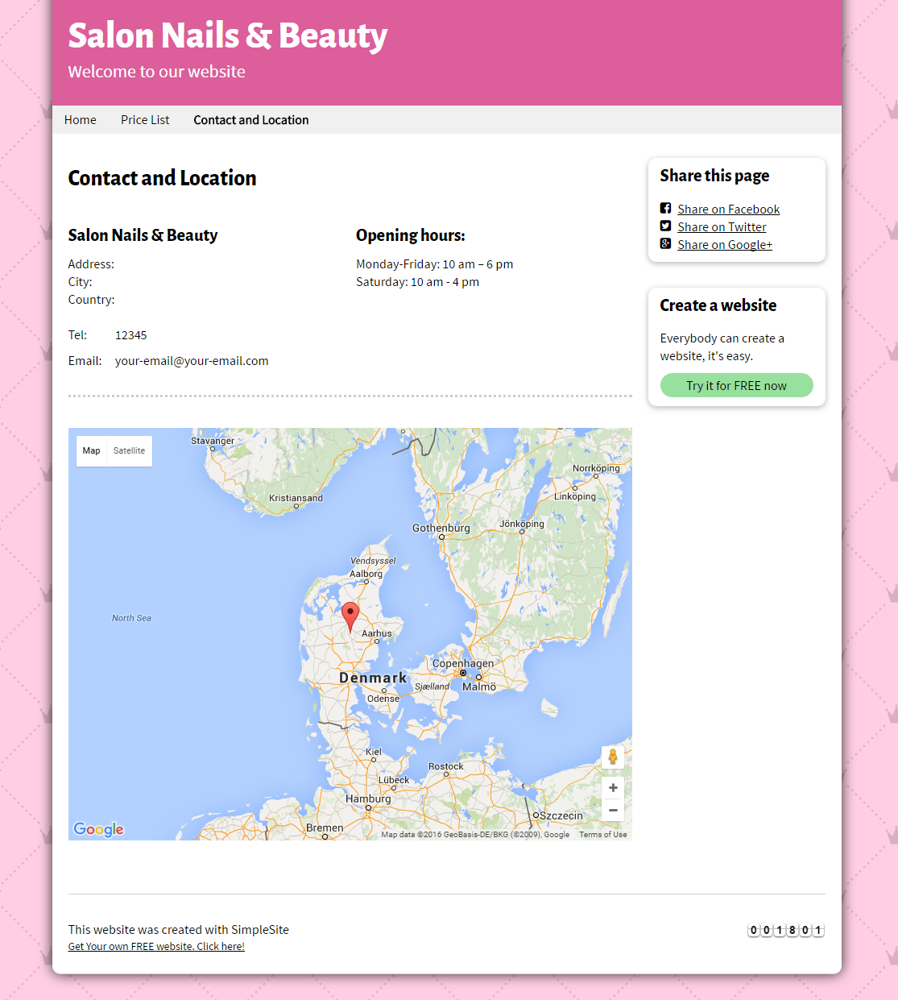 Salon Nails & Beauty
Welcome to our website
Home
Price List
Contact and Location
Contact and Location
Salon Nails & Beauty
Address:
City:
Country:
Tel: 12345
Email: your-email@your-email.com
Opening hours:
Monday-Friday: 10 am – 6 pm
Saturday: 10 am - 4 pm
Share this page
Share on Facebook
Share on Twitter
Share on Google+
Create a website
Everybody can create a
website, it's easy.
Try it for FREE now
Map
Satellite
Stavanger
Kristiansand
Norrköping
Linköping
Gothenburg
Jönköping
Vendsyssel
Aalborg
North Sea
Aarhus
Copenhagen
Denmark
Sjælland
Malmö
Odense
Kiel
Rostock
Lübeck
Hamburg
Szczecin
Bremen
Google
Map data ©2016 GeoBasis-DE/BKG (©2009), Google
Terms of Use
This website was created with SimpleSite
Get Your own FREE website. Click here!
001801